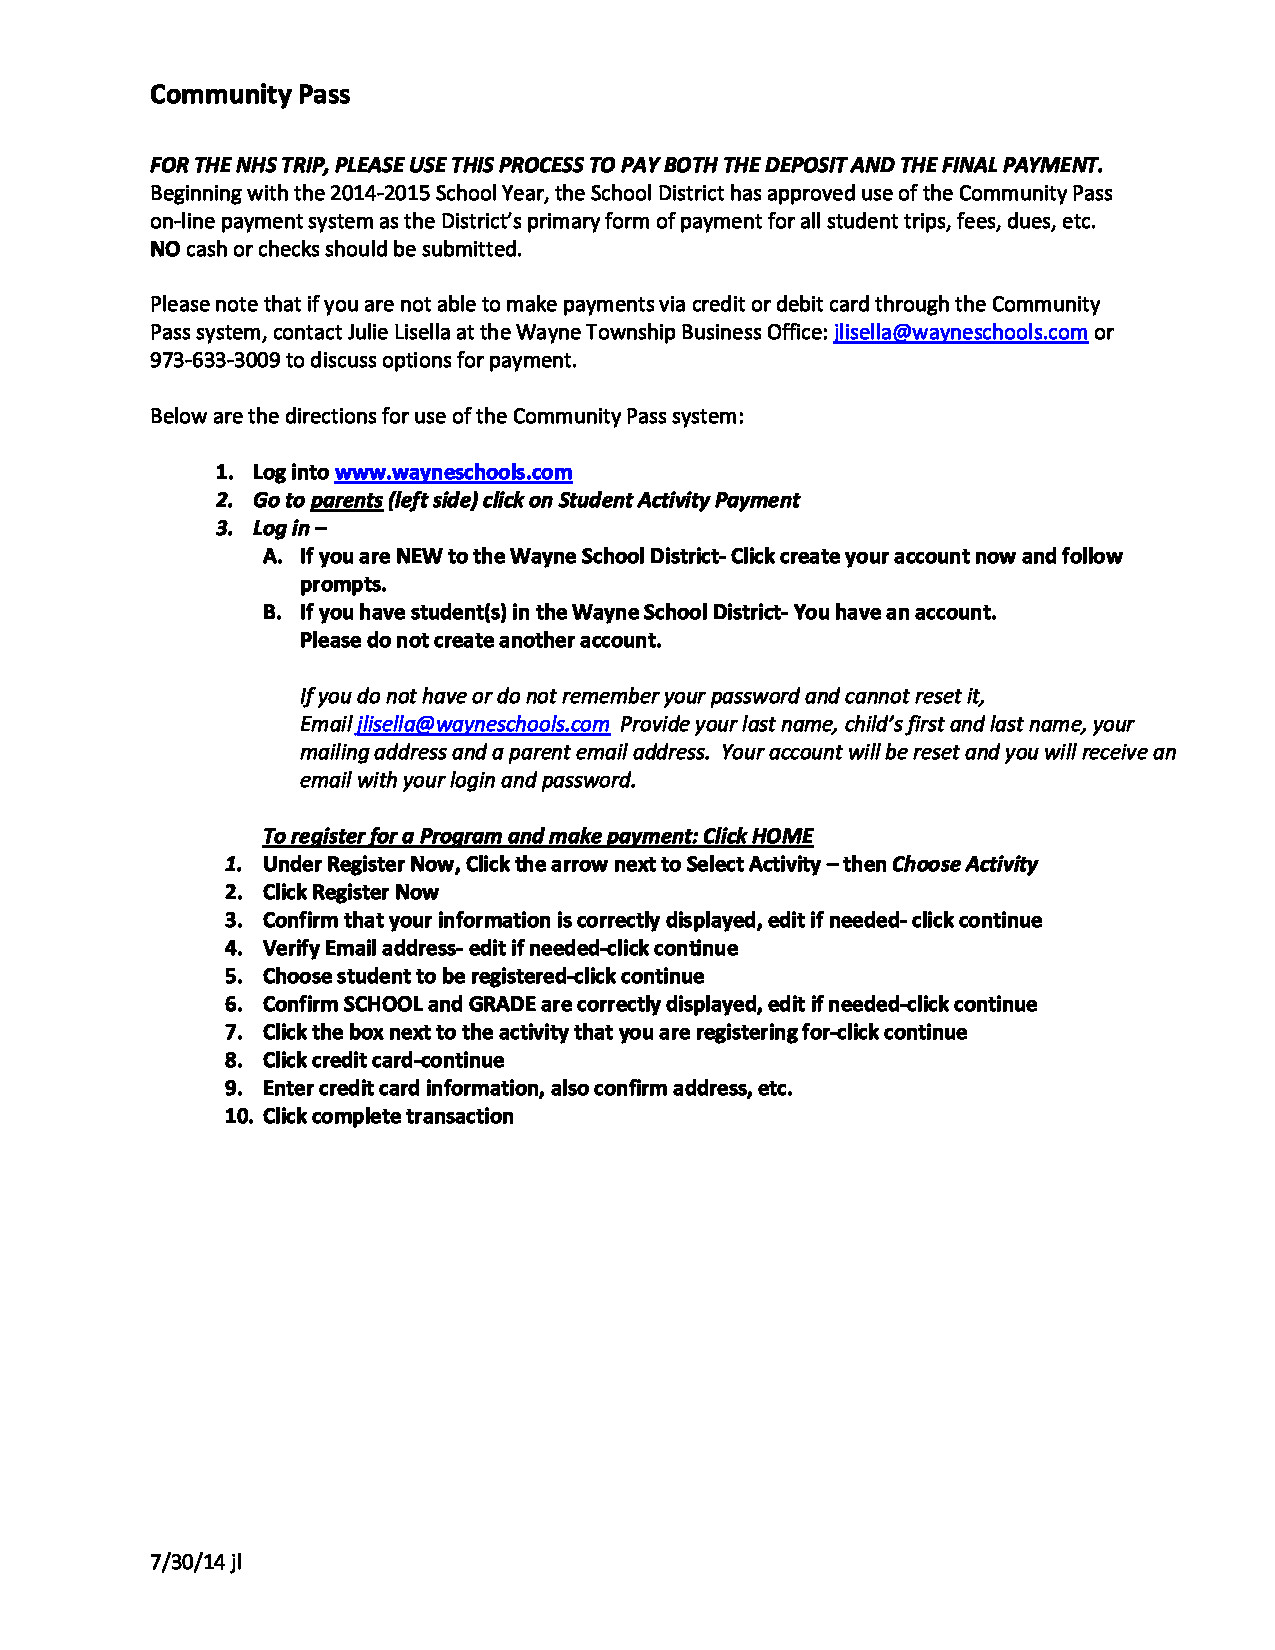 Community Pass
FOR THE NHS TRIP, PLEASE USE THIS PROCESS TO PAY BOTH THE DEPOSIT AND THE FINAL PAYMENT.
Beginning with the 2014-2015 School Year, the School District has approved use of the Community Pass
on-line payment system as the District's primary form of payment for all student trips, fees, dues, etc.
NO cash or checks should be submitted.
Please note that if you are not able to make payments via credit or debit card through the Community
Pass system, contact Julie Lisella at the Wayne Township Business Office: jlisella@wayneschools.com or
973-633-3009 to discuss options for payment.
Below are the directions for use of the Community Pass system:
1. Log into www.wayneschools.com
2. Go to parents (left side) click on Student Activity Payment
3. Log in –
A. If you are NEW to the Wayne School District- Click create your account now and follow
prompts.
B. If you have student(s) in the Wayne School District- You have an account.
Please do not create another account.
If you do not have or do not remember your password and cannot reset it,
Email jlisella@wayneschools.com Provide your last name, child's first and last name, your
mailing address and a parent email address. Your account will be reset and you will receive an
email with your login and password.
To register for a Program and make payment: Click HOME
1. Under Register Now, Click the arrow next to Select Activity – then Choose Activity
2. Click Register Now
3. Confirm that your information is correctly displayed, edit if needed- click continue
4. Verify Email address- edit if needed-click continue
5. Choose student to be registered-click continue
6. Confirm SCHOOL and GRADE are correctly displayed, edit if needed-click continue
7. Click the box next to the activity that you are registering for-click continue
8. Click credit card-continue
9. Enter credit card information, also confirm address, etc.
10. Click complete transaction
7/30/14 jl